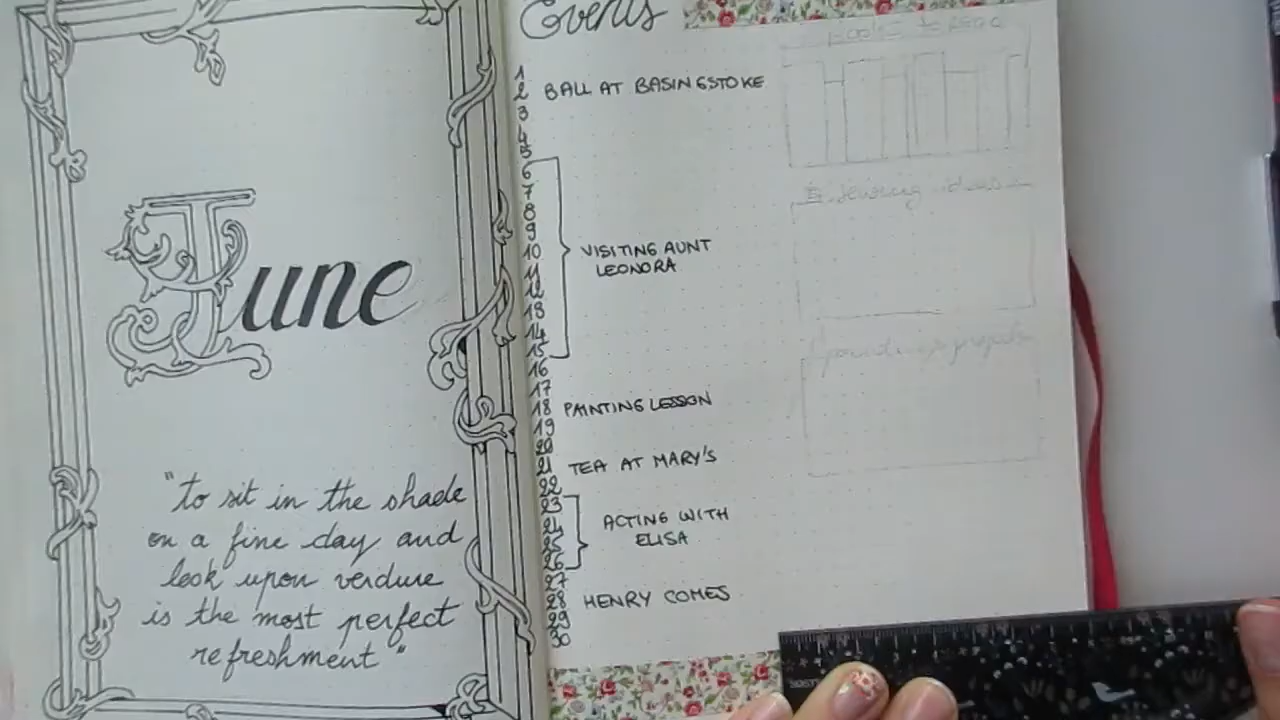 June
"to sit in the shade
on a fine day and
look upon verdure
is the most perfect
refreshment"
Events
1
2 BALL AT BASINGSTOKE
3
4
5
6
7
8
9
10 VISITING AUNT
11 LEONORA
12
13
14
15
16
17
18 PAINTING LESSON
19
20
21 TEA AT MARY'S
22
23
24 ACTING WITH
25 ELISA
26
27
28 HENRY COMES
29
30
sewing ideas